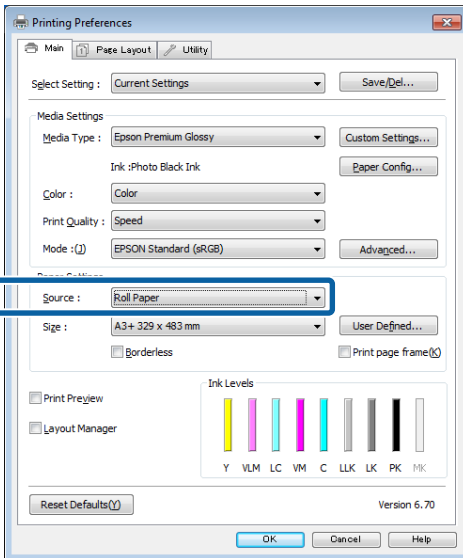 Printing Preferences
Main Page Layout Utility
Select Setting : Current Settings Save/Del...
Media Settings
Media Type : Epson Premium Glossy Custom Settings...
Ink :Photo Black Ink Paper Config...
Color : Color
Print Quality : Speed
Mode :(J) EPSON Standard (sRGB) Advanced...
Paper Settings
Source : Roll Paper
Size : A3+ 329 x 483 mm User Defined...
Borderless Print page frame(K)
Ink Levels
Print Preview
Layout Manager
Y VLM LC VM C LLK LK PK MK
Reset Defaults(Y) Version 6.70
OK Cancel Help